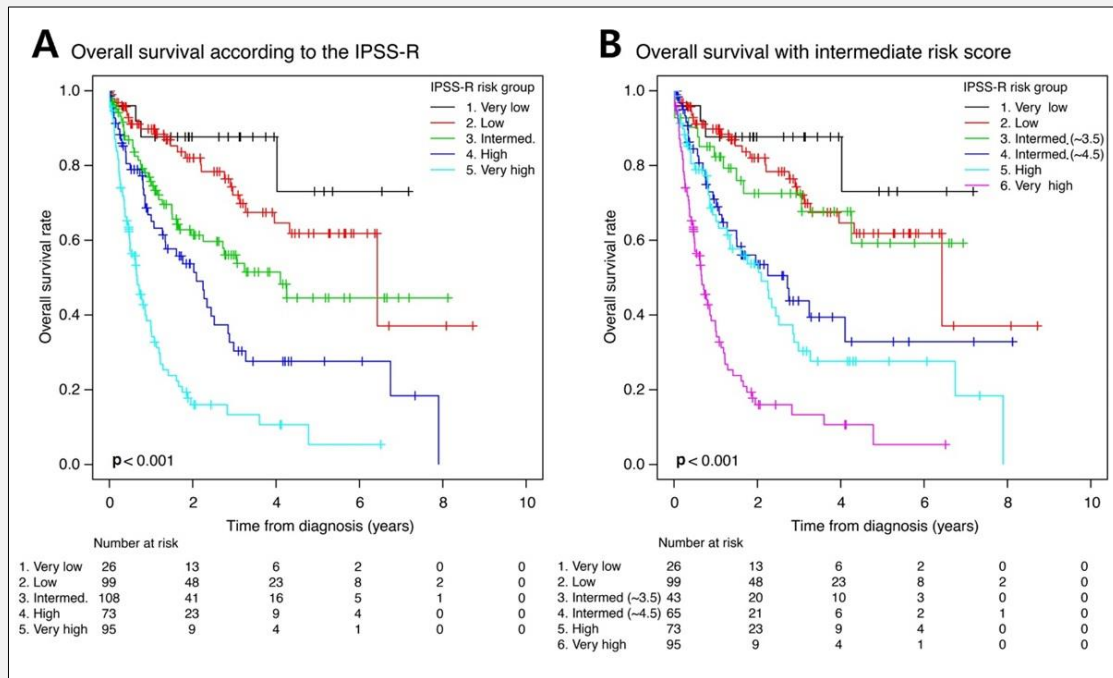 A Overall survival according to the IPSS-R
IPSS-R risk group
1. Very low
2. Low
3. Intermed.
4. High
5. Very high
Overall survival rate
1.0
0.8
0.6
0.4
0.2
0.0
p < 0.001
0 2 4 6 8 10
Time from diagnosis (years)
Number at risk
1. Very low 26 13 6 2 0 0
2. Low 99 48 23 8 2 0
3. Intermed. 108 41 16 5 1 0
4. High 73 23 9 4 0 0
5. Very high 95 9 4 1 0 0
B Overall survival with intermediate risk score
IPSS-R risk group
1. Very low
2. Low
3. Intermed.(~3.5)
4. Intermed.(~4.5)
5. High
6. Very high
Overall survival rate
1.0
0.8
0.6
0.4
0.2
0.0
p < 0.001
0 2 4 6 8 10
Time from diagnosis (years)
Number at risk
1. Very low 26 13 6 2 0 0
2. Low 99 48 23 8 2 0
3. Intermed (~3.5) 43 20 10 3 0 0
4. Intermed (~4.5) 65 21 6 2 1 0
5. High 73 23 9 4 0 0
6. Very high 95 9 4 1 0 0